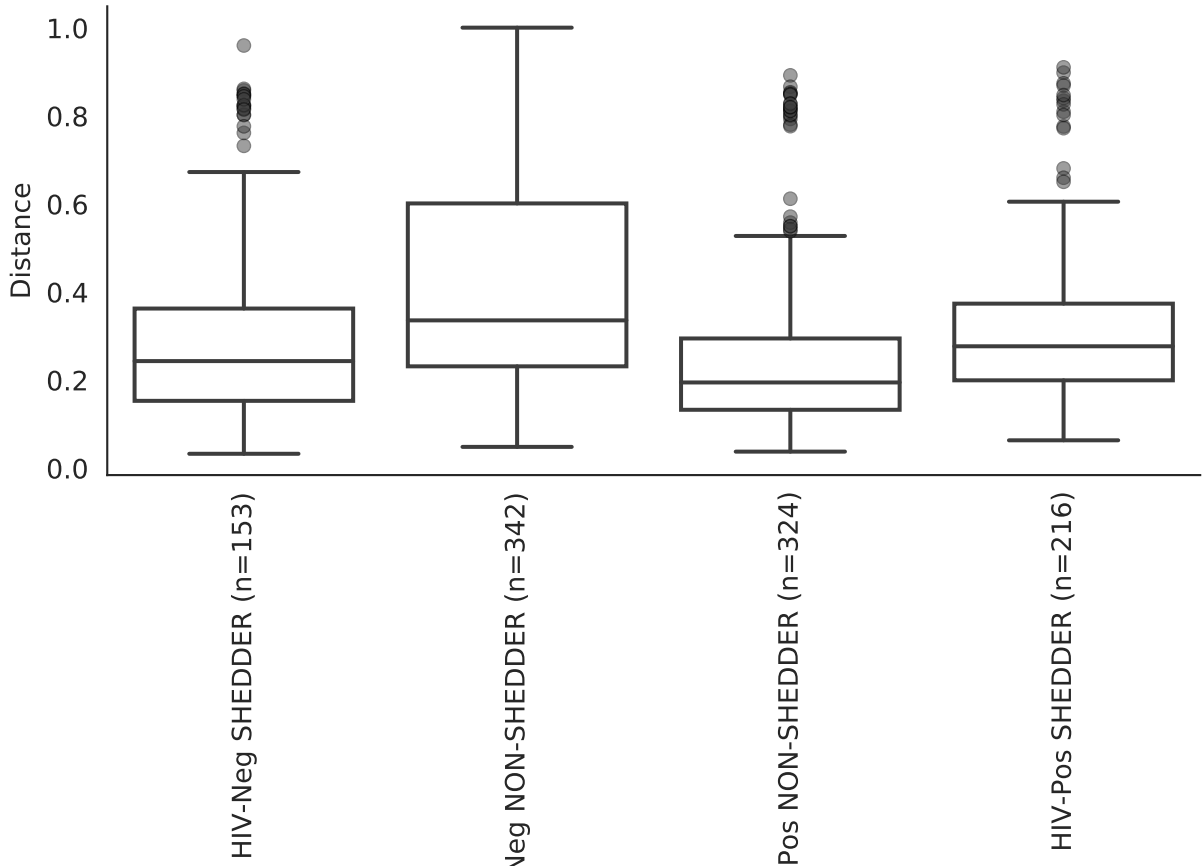 1.0
0.8
0.6
0.4
0.2
0.0
Distance
HIV-Neg SHEDDER (n=153)
Neg NON-SHEDDER (n=342)
Pos NON-SHEDDER (n=324)
HIV-Pos SHEDDER (n=216)